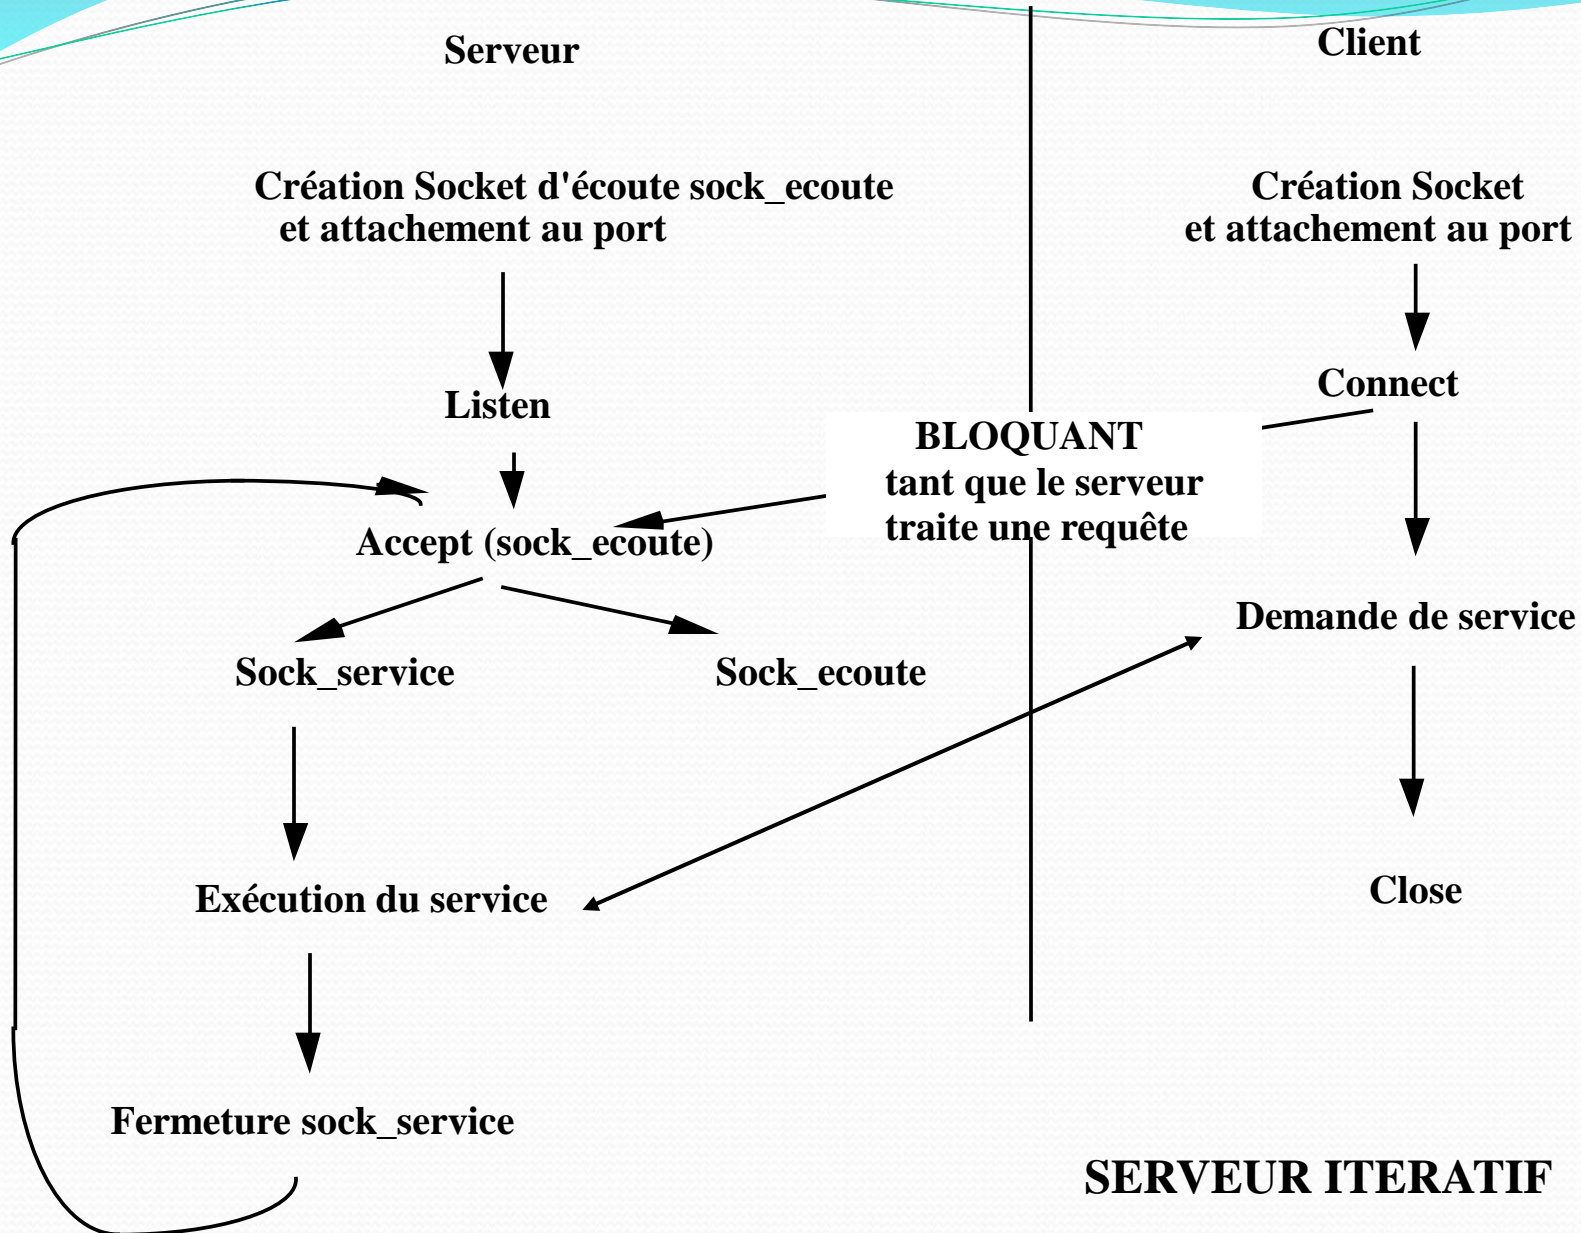 Serveur
Client
Création Socket d'écoute sock_ecoute
et attachement au port
Création Socket
et attachement au port
Listen
Connect
BLOQUANT
tant que le serveur
traite une requête
Accept (sock_ecoute)
Demande de service
Sock_service
Sock_ecoute
Exécution du service
Close
Fermeture sock_service
SERVEUR ITERATIF